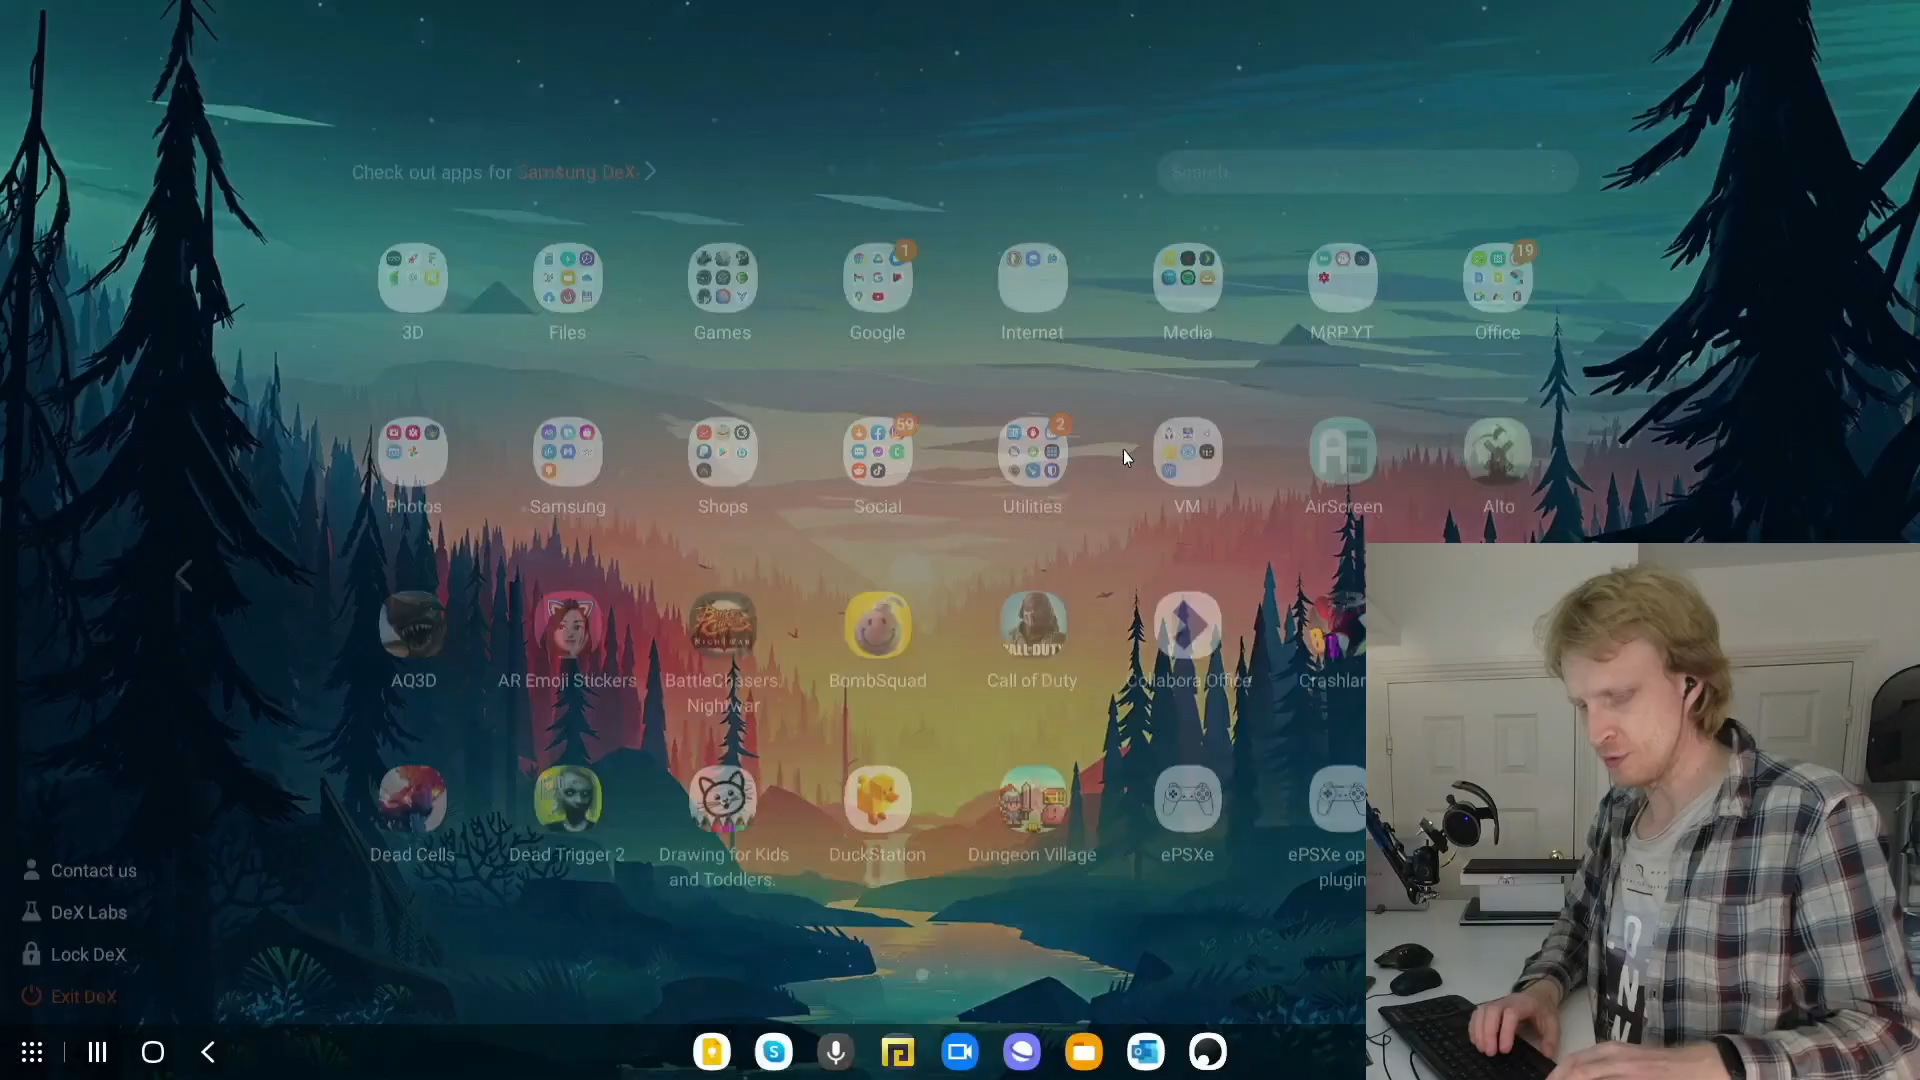 Check out apps for Samsung DeX
Search
1
19
3D
Files
Games
Google
Internet
Media
MRP YT
Office
59
2
Photos
Samsung
Shops
Social
Utilities
VM
AirScreen
Alto
NIGHTWAR
CALL·DUTY
AQ3D
AR Emoji Stickers
BattleChasers
Nightwar
BombSquad
Call of Duty
Collabora Office
Crashlan
Dead Cells
Dead Trigger 2
Drawing for Kids
and Toddlers.
DuckStation
Dungeon Village
ePSXe
ePSXe op
plugin
Contact us
DeX Labs
Lock DeX
Exit DeX